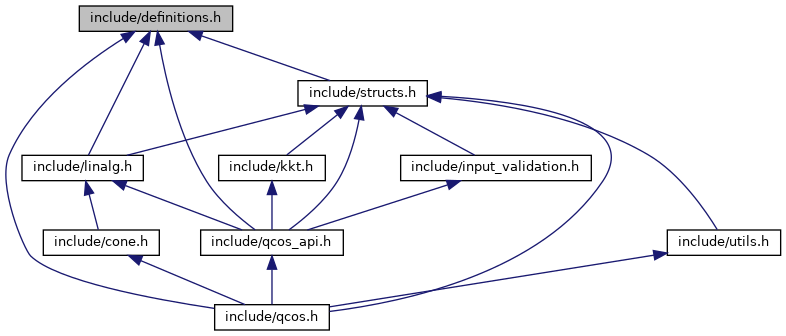 include/definitions.h
include/structs.h
include/linalg.h
include/kkt.h
include/input_validation.h
include/cone.h
include/qcos_api.h
include/utils.h
include/qcos.h